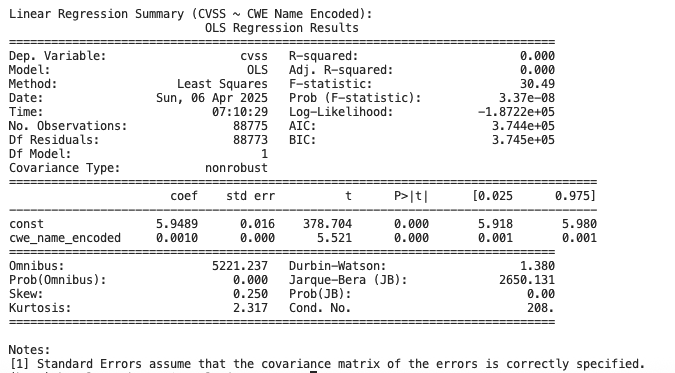 Linear Regression Summary (CVSS ~ CWE Name Encoded):
OLS Regression Results
Dep. Variable: cvss R-squared: 0.000
Model: OLS Adj. R-squared: 0.000
Method: Least Squares F-statistic: 30.49
Date: Sun, 06 Apr 2025 Prob (F-statistic): 3.37e-08
Time: 07:10:29 Log-Likelihood: -1.8722e+05
No. Observations: 88775 AIC: 3.744e+05
Df Residuals: 88773 BIC: 3.745e+05
Df Model: 1
Covariance Type: nonrobust
coef std err t P>|t| [0.025 0.975]
const 5.9489 0.016 378.704 0.000 5.918 5.980
cwe_name_encoded 0.0010 0.000 5.521 0.000 0.001 0.001
Omnibus: 5221.237 Durbin-Watson: 1.380
Prob(Omnibus): 0.000 Jarque-Bera (JB): 2650.131
Skew: 0.250 Prob(JB): 0.00
Kurtosis: 2.317 Cond. No. 208.
Notes:
[1] Standard Errors assume that the covariance matrix of the errors is correctly specified.